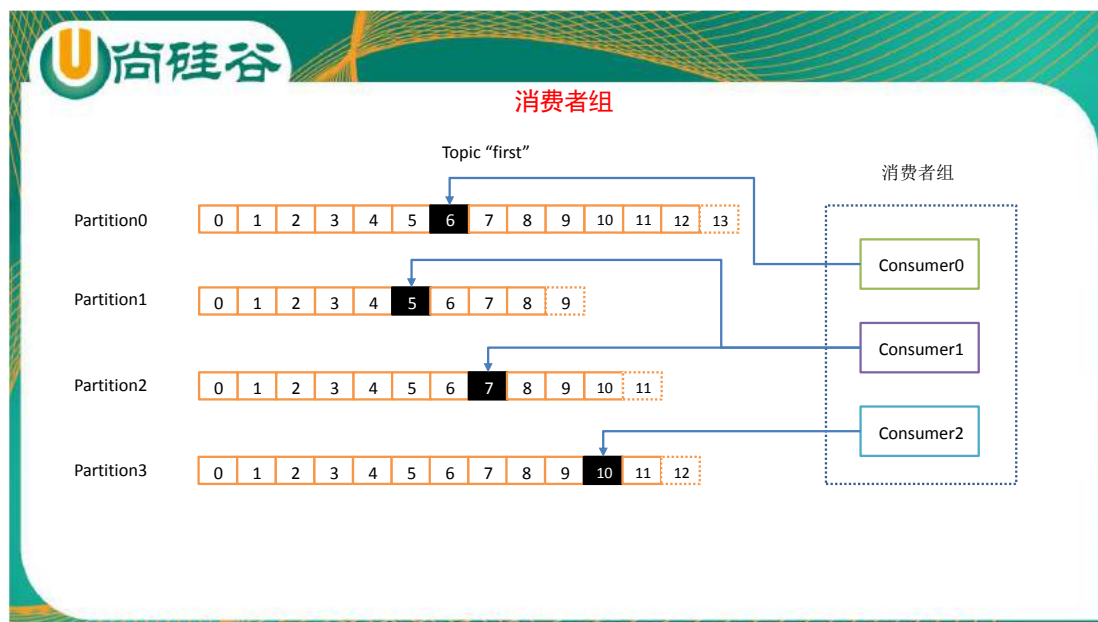 尚硅谷
消费者组
Topic “first”
消费者组
Partition0 0 1 2 3 4 5 6 7 8 9 10 11 12 13
Consumer0
Partition1 0 1 2 3 4 5 6 7 8 9
Consumer1
Partition2 0 1 2 3 4 5 6 7 8 9 10 11
Consumer2
Partition3 0 1 2 3 4 5 6 7 8 9 10 11 12